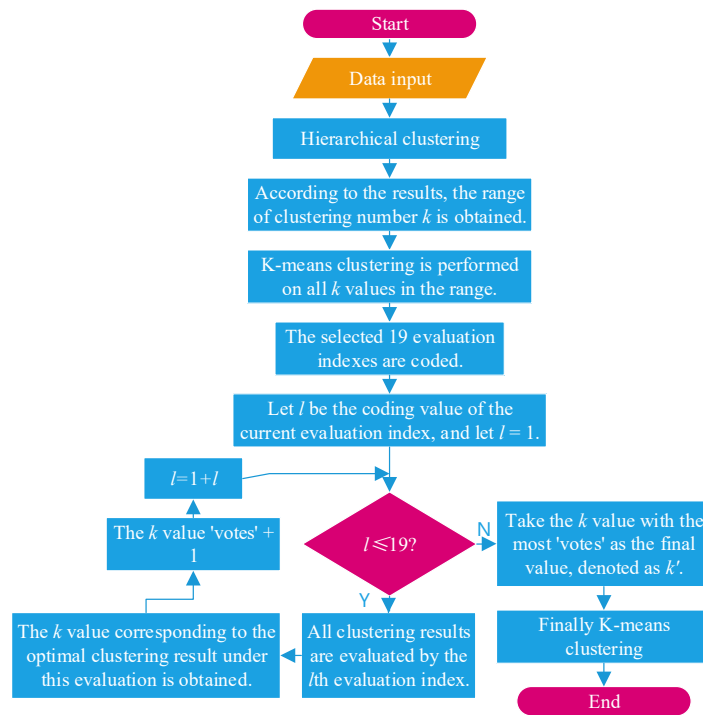 Start
Data input
Hierarchical clustering
According to the results, the range
of clustering number k is obtained.
K-means clustering is performed
on all k values in the range.
The selected 19 evaluation
indexes are coded.
Let l be the coding value of the
current evaluation index, and let l = 1.
l=1+l
The k value 'votes' +
1
l⩽19?
N
Take the k value with the
most 'votes' as the final
value, denoted as k'.
Y
All clustering results
are evaluated by the
lth evaluation index.
The k value corresponding to the
optimal clustering result under
this evaluation is obtained.
Finally K-means
clustering
End